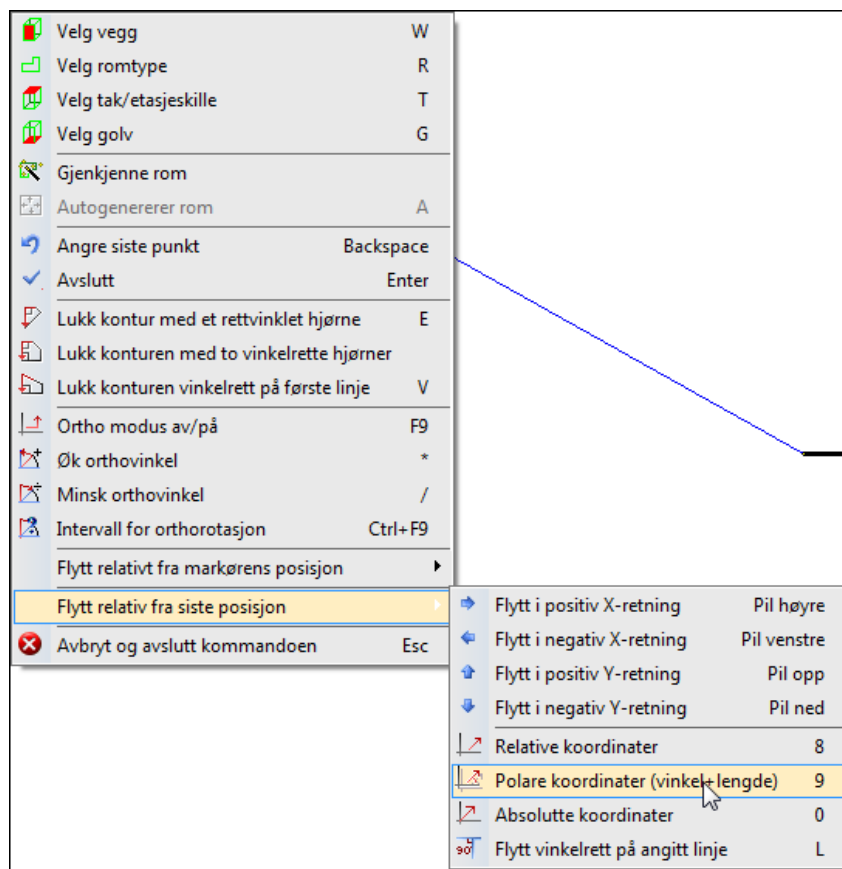 Velg vegg W
Velg romtype R
Velg tak/etasjeskille T
Velg golv G
Gjenkjenne rom
Autogenererer rom A
Angre siste punkt Backspace
Avslutt Enter
Lukk kontur med et rettvinklet hjørne E
Lukk konturen med to vinkelrette hjørner
Lukk konturen vinkelrett på første linje V
Ortho modus av/på F9
Øk orthovinkel *
Minsk orthovinkel /
Intervall for orthorotasjon Ctrl+F9
Flytt relativt fra markørens posisjon
Flytt relativ fra siste posisjon
Avbryt og avslutt kommandoen Esc
Flytt i positiv X-retning Pil høyre
Flytt i negativ X-retning Pil venstre
Flytt i positiv Y-retning Pil opp
Flytt i negativ Y-retning Pil ned
Relative koordinater 8
Polare koordinater (vinkel+lengde) 9
Absolutte koordinater 0
90° Flytt vinkelrett på angitt linje L